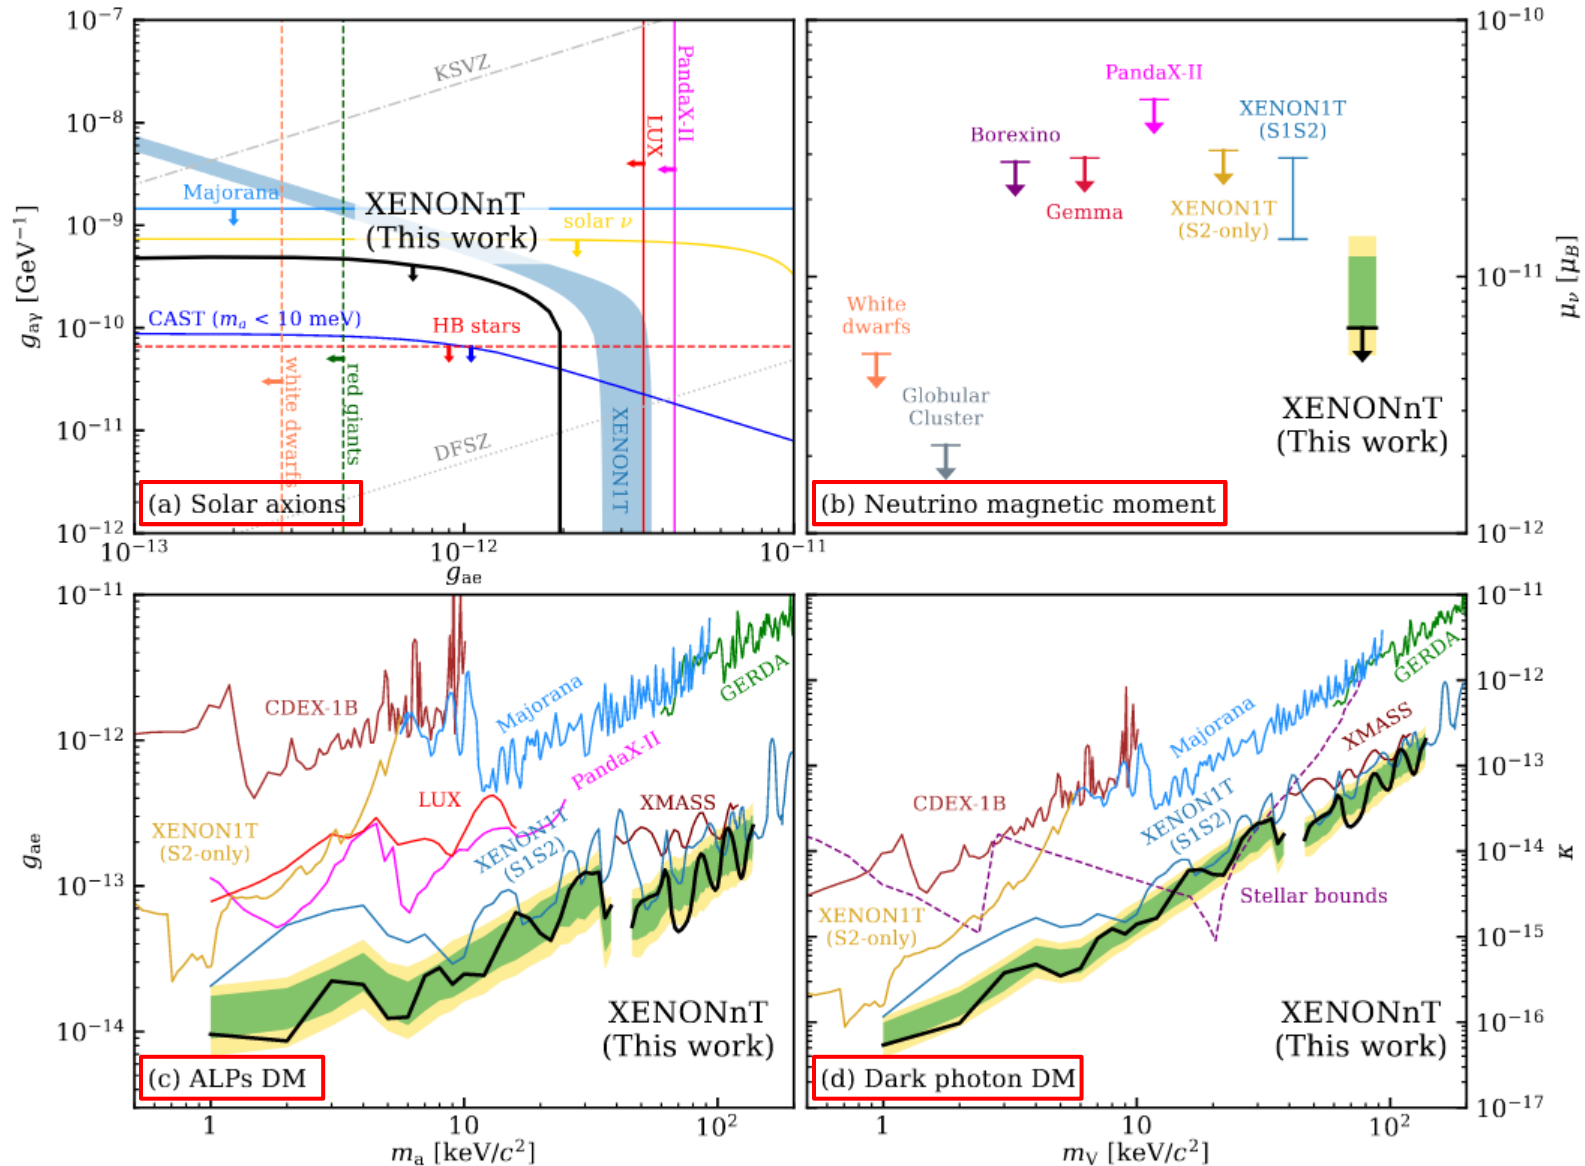 10⁻⁷
10⁻⁸
10⁻⁹
10⁻¹⁰
10⁻¹¹
10⁻¹²
g_aγ [GeV⁻¹]
KSVZ
PandaX-II
LUX
Majorana
XENONnT
(This work)
solar ν
CAST (m_a < 10 meV)
HB stars
white dwarfs
red giants
DFSZ
XENON1T
(a) Solar axions
10⁻¹³
10⁻¹²
10⁻¹¹
g_ae
10⁻¹⁰
10⁻¹¹
10⁻¹²
μ_ν [μ_B]
PandaX-II
XENON1T
(S1S2)
Borexino
Gemma
XENON1T
(S2-only)
White
dwarfs
Globular
Cluster
XENONnT
(This work)
(b) Neutrino magnetic moment
10⁻¹¹
10⁻¹²
10⁻¹³
10⁻¹⁴
g_ae
CDEX-1B
Majorana
GERDA
PandaX-II
LUX
XMASS
XENON1T
(S2-only)
XENON1T
(S1S2)
XENONnT
(This work)
(c) ALPs DM
1
10
10²
m_a [keV/c²]
10⁻¹¹
10⁻¹²
10⁻¹³
10⁻¹⁴
10⁻¹⁵
10⁻¹⁶
10⁻¹⁷
κ
GERDA
Majorana
XMASS
CDEX-1B
XENON1T
(S1S2)
Stellar bounds
XENON1T
(S2-only)
XENONnT
(This work)
(d) Dark photon DM
1
10
10²
m_V [keV/c²]